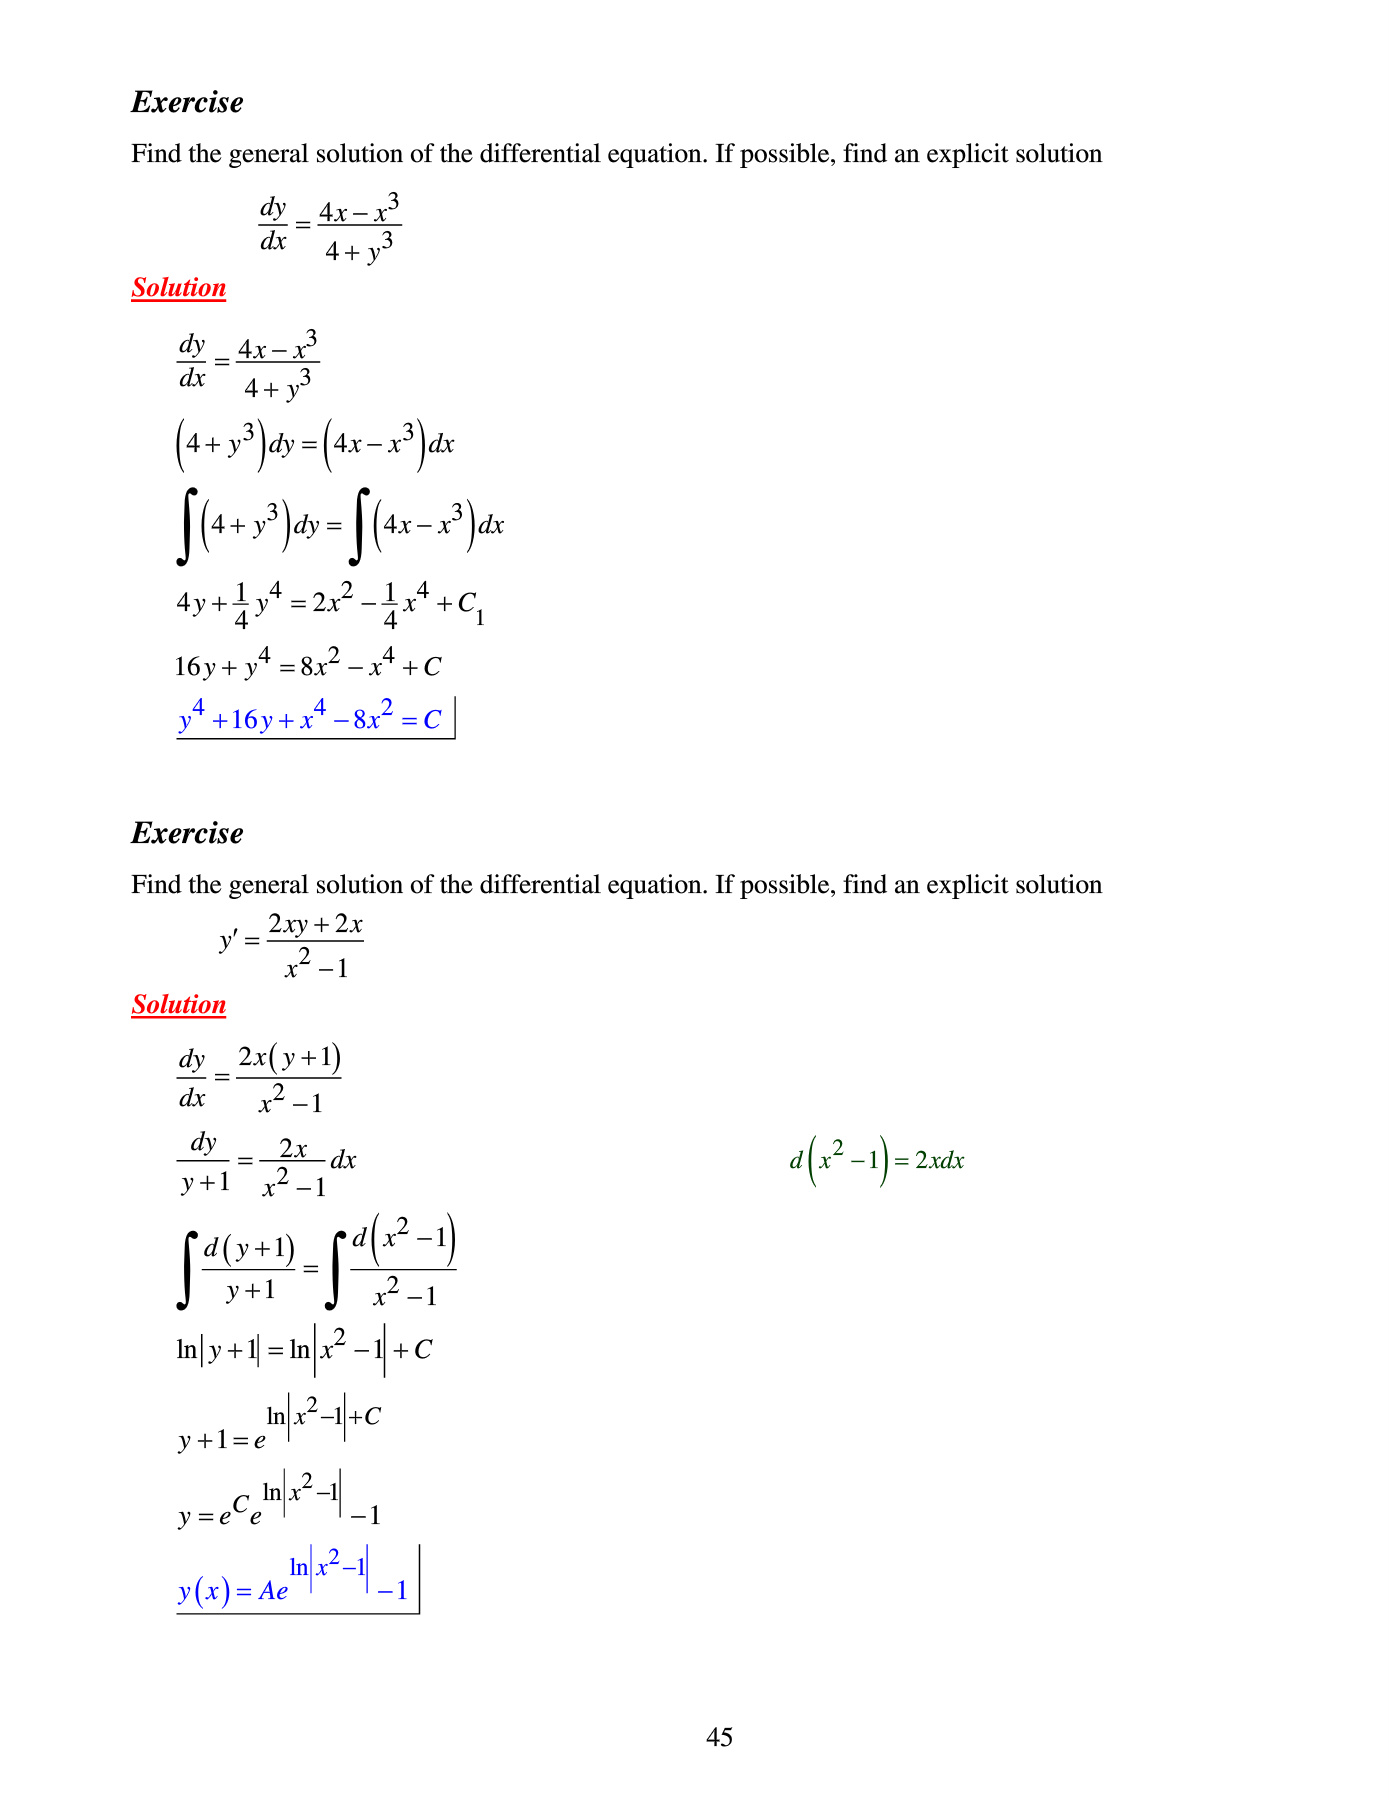 Exercise
Find the general solution of the differential equation. If possible, find an explicit solution
\frac{dy}{dx} = \frac{4x - x^3}{4 + y^3}
Solution
\frac{dy}{dx} = \frac{4x - x^3}{4 + y^3}
(4 + y^3)dy = (4x - x^3)dx
\int (4 + y^3)dy = \int (4x - x^3)dx
4y + \frac{1}{4}y^4 = 2x^2 - \frac{1}{4}x^4 + C_1
16y + y^4 = 8x^2 - x^4 + C
y^4 + 16y + x^4 - 8x^2 = C
Exercise
Find the general solution of the differential equation. If possible, find an explicit solution
y' = \frac{2xy + 2x}{x^2 - 1}
Solution
\frac{dy}{dx} = \frac{2x(y+1)}{x^2 - 1}
\frac{dy}{y+1} = \frac{2x}{x^2 - 1}dx d(x^2 - 1) = 2xdx
\int \frac{d(y+1)}{y+1} = \int \frac{d(x^2 - 1)}{x^2 - 1}
\ln|y+1| = \ln|x^2 - 1| + C
y + 1 = e^{\ln|x^2 - 1| + C}
y = e^C e^{\ln|x^2 - 1|} - 1
y(x) = Ae^{\ln|x^2 - 1|} - 1
45